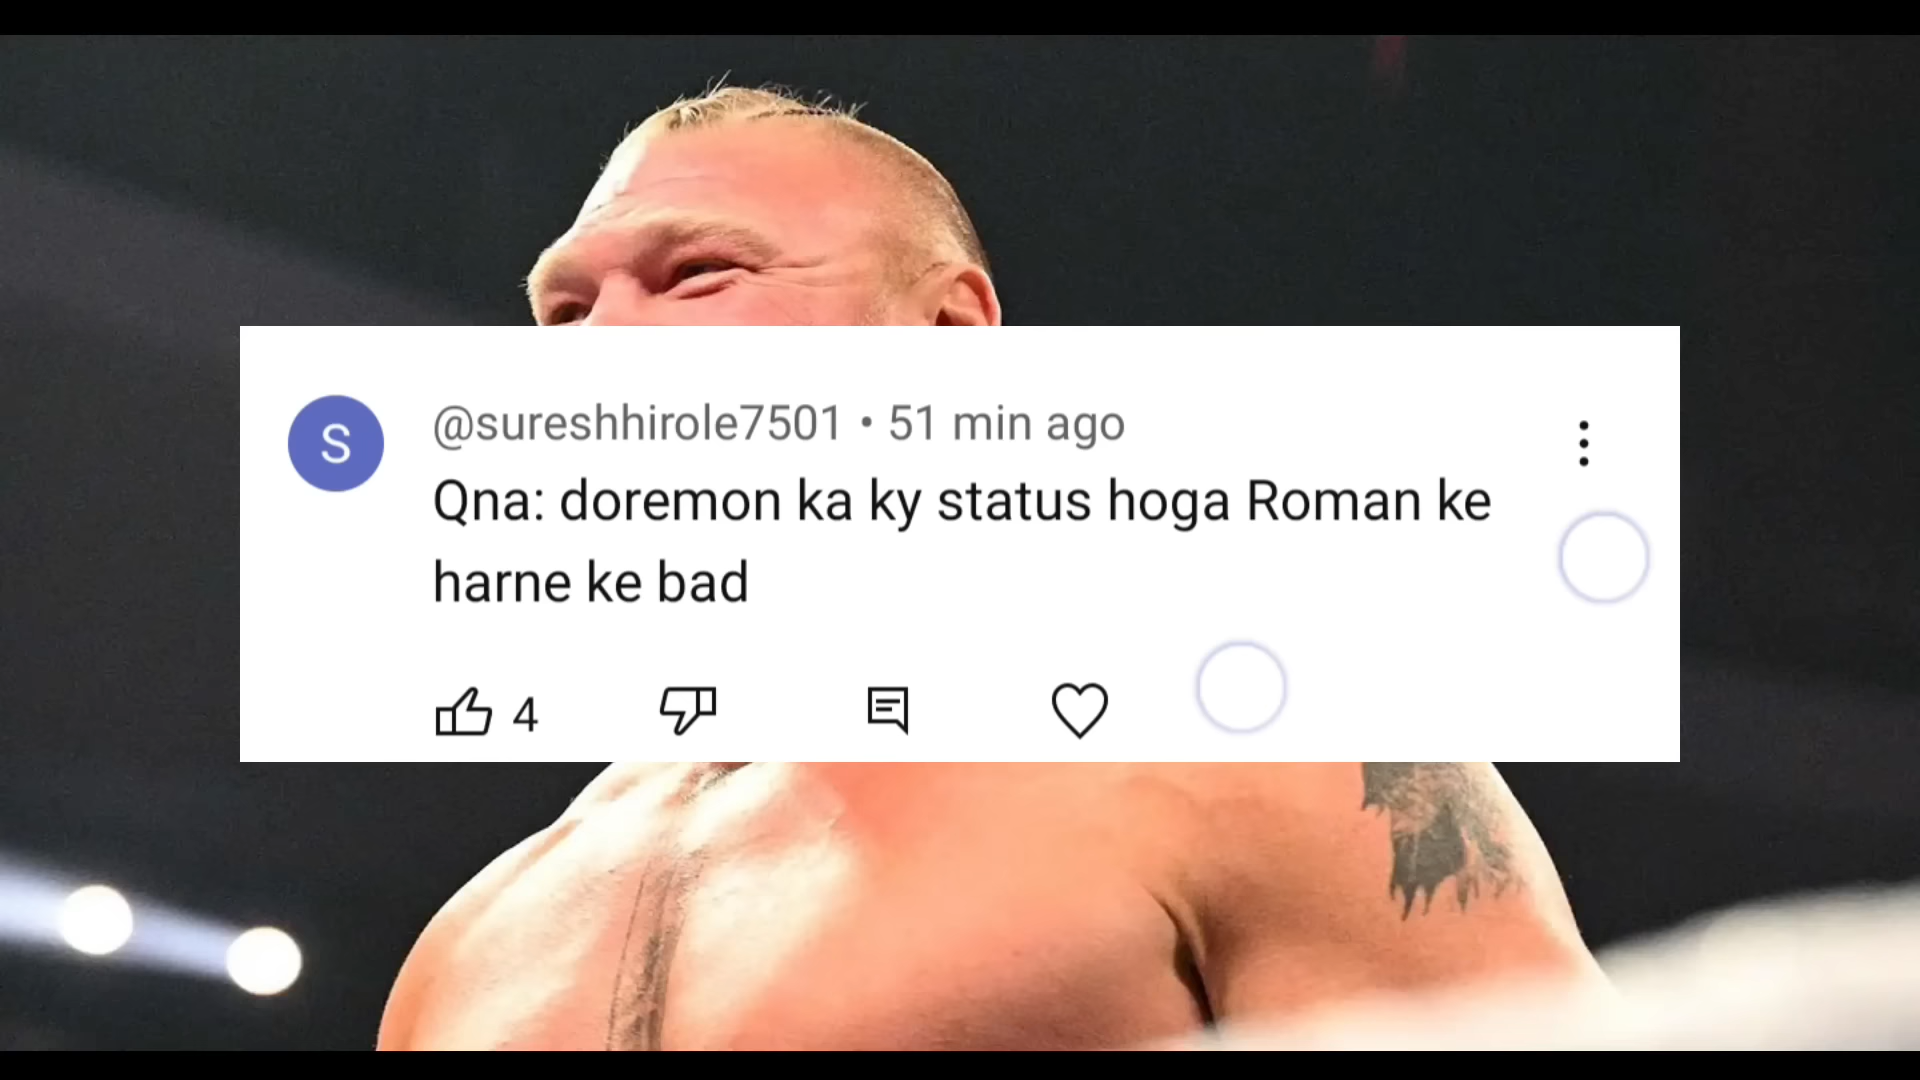 S
@sureshhirole7501 • 51 min ago
Qna: doremon ka ky status hoga Roman ke
harne ke bad
4